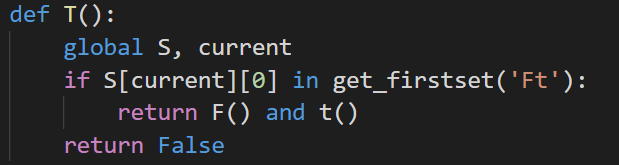 def T():
    global S, current
    if S[current][0] in get_firstset('Ft'):
        return F() and t()
    return False